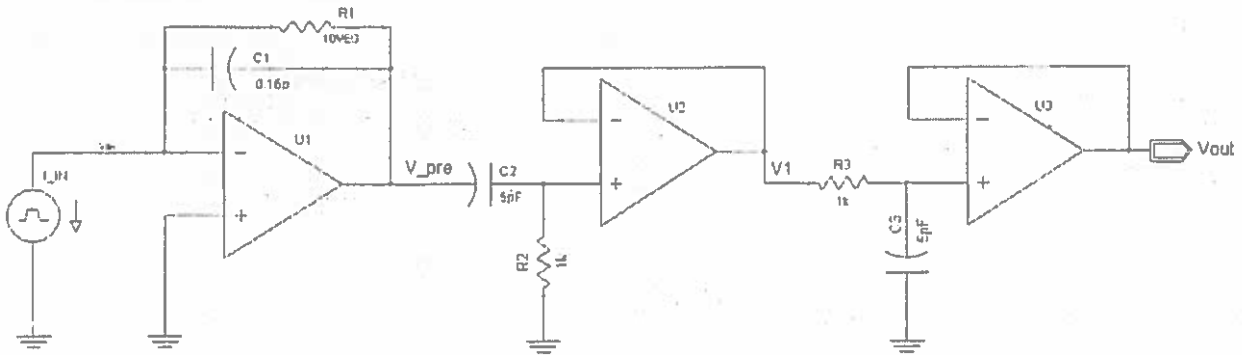 R1
10MEG
C1
0.16p
U1
I_IN
V_pre
C2
5pF
R2
1k
U2
V1
R3
1k
C3
5pF
U3
Vout